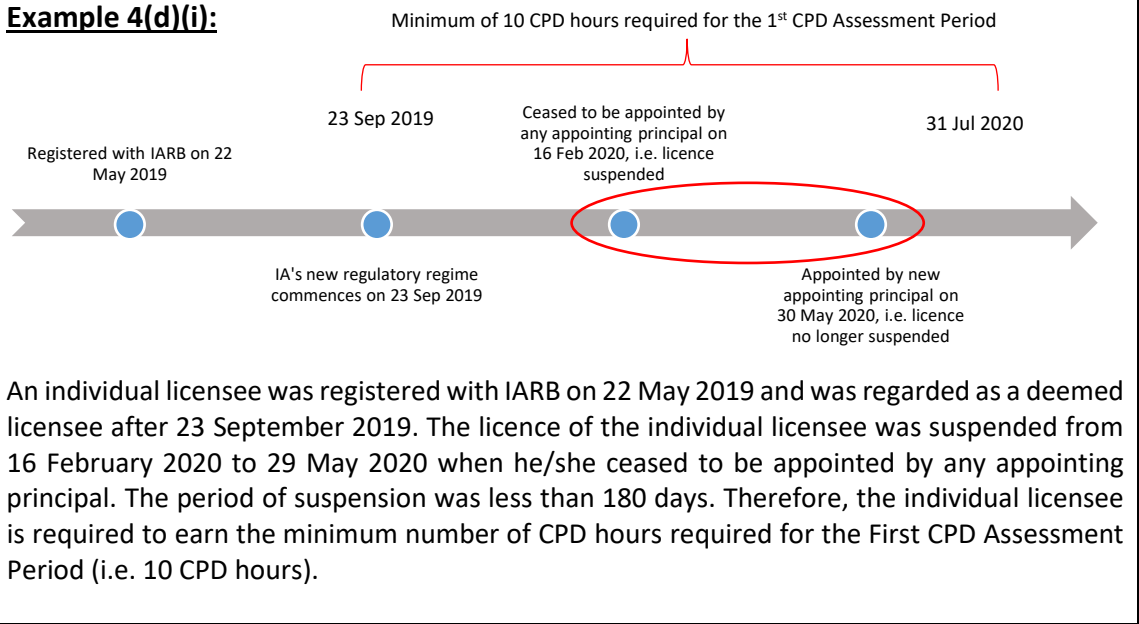 Example 4(d)(i):
Minimum of 10 CPD hours required for the 1st CPD Assessment Period
23 Sep 2019
Ceased to be appointed by
any appointing principal on
16 Feb 2020, i.e. licence
suspended
31 Jul 2020
Registered with IARB on 22
May 2019
IA's new regulatory regime
commences on 23 Sep 2019
Appointed by new
appointing principal on
30 May 2020, i.e. licence
no longer suspended
An individual licensee was registered with IARB on 22 May 2019 and was regarded as a deemed
licensee after 23 September 2019. The licence of the individual licensee was suspended from
16 February 2020 to 29 May 2020 when he/she ceased to be appointed by any appointing
principal. The period of suspension was less than 180 days. Therefore, the individual licensee
is required to earn the minimum number of CPD hours required for the First CPD Assessment
Period (i.e. 10 CPD hours).